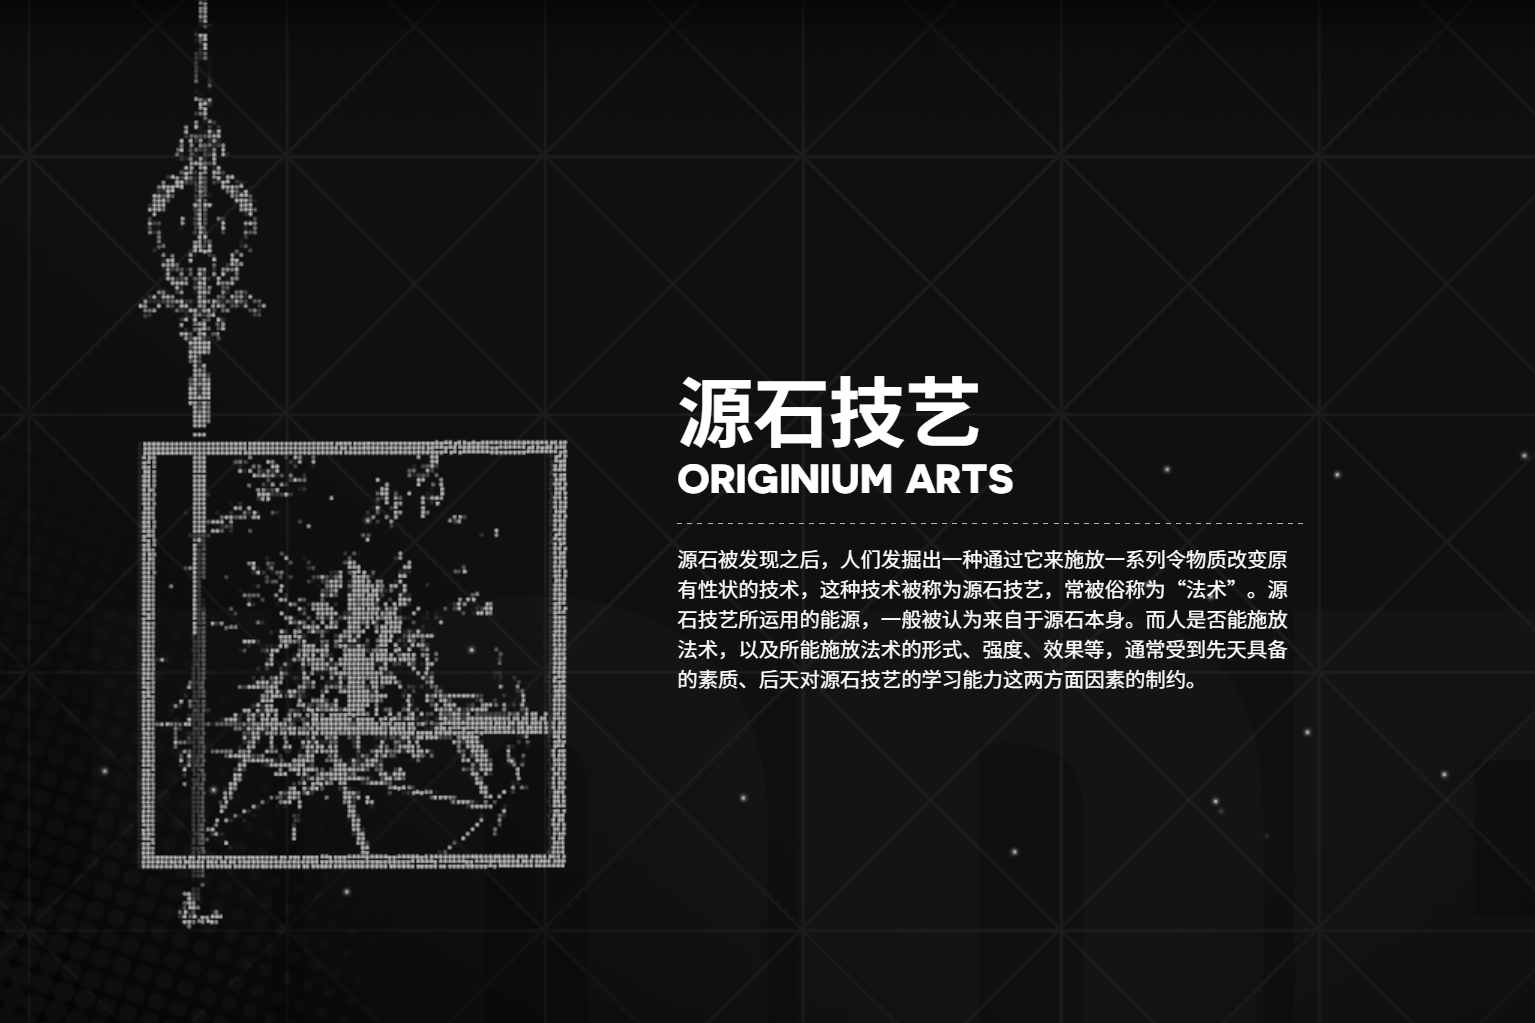 源石技艺
ORIGINIUM ARTS
源石被发现之后，人们发掘出一种通过它来施放一系列令物质改变原
有性状的技术，这种技术被称为源石技艺，常被俗称为“法术”。源
石技艺所运用的能源，一般被认为来自于源石本身。而人是否能施放
法术，以及所能施放法术的形式、强度、效果等，通常受到先天具备
的素质、后天对源石技艺的学习能力这两方面因素的制约。